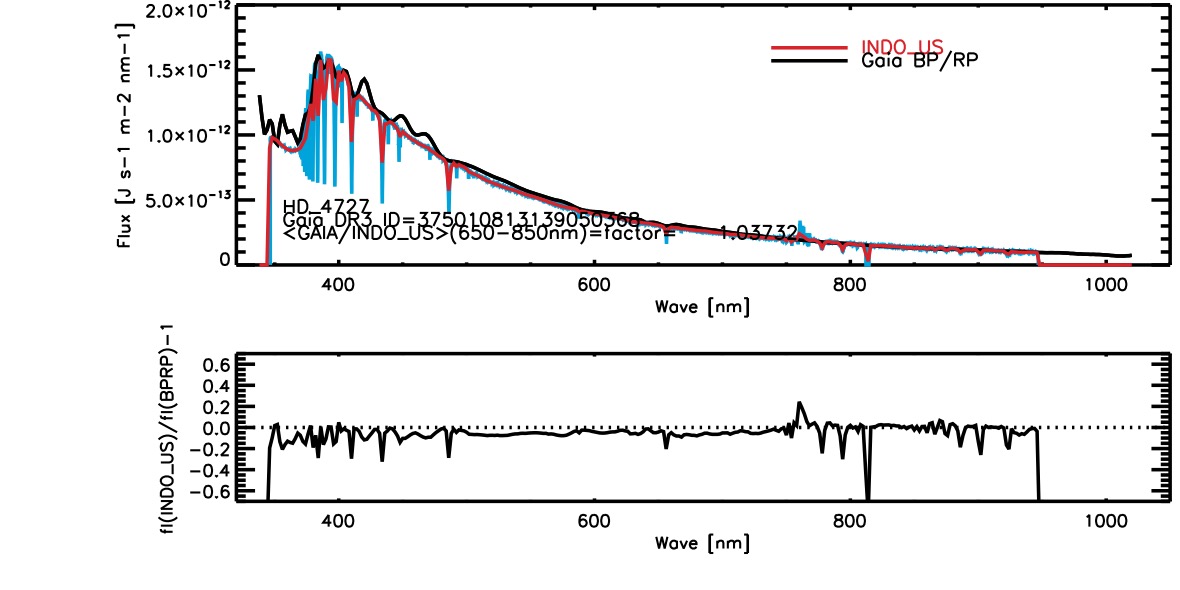 2.0×10−12
1.5×10−12
1.0×10−12
5.0×10−13
0
Flux [J s−1 m−2 nm−1]
INDO_US
Gaia BP/RP
HD_4727
Gaia DR3 ID=375010813139050368
<GAIA/INDO_US>(650−850nm)=factor= 1.03732
400 600 800 1000
Wave [nm]
fl(INDO_US)/fl(BPRP)−1
0.6
0.4
0.2
0.0
−0.2
−0.4
−0.6
400 600 800 1000
Wave [nm]